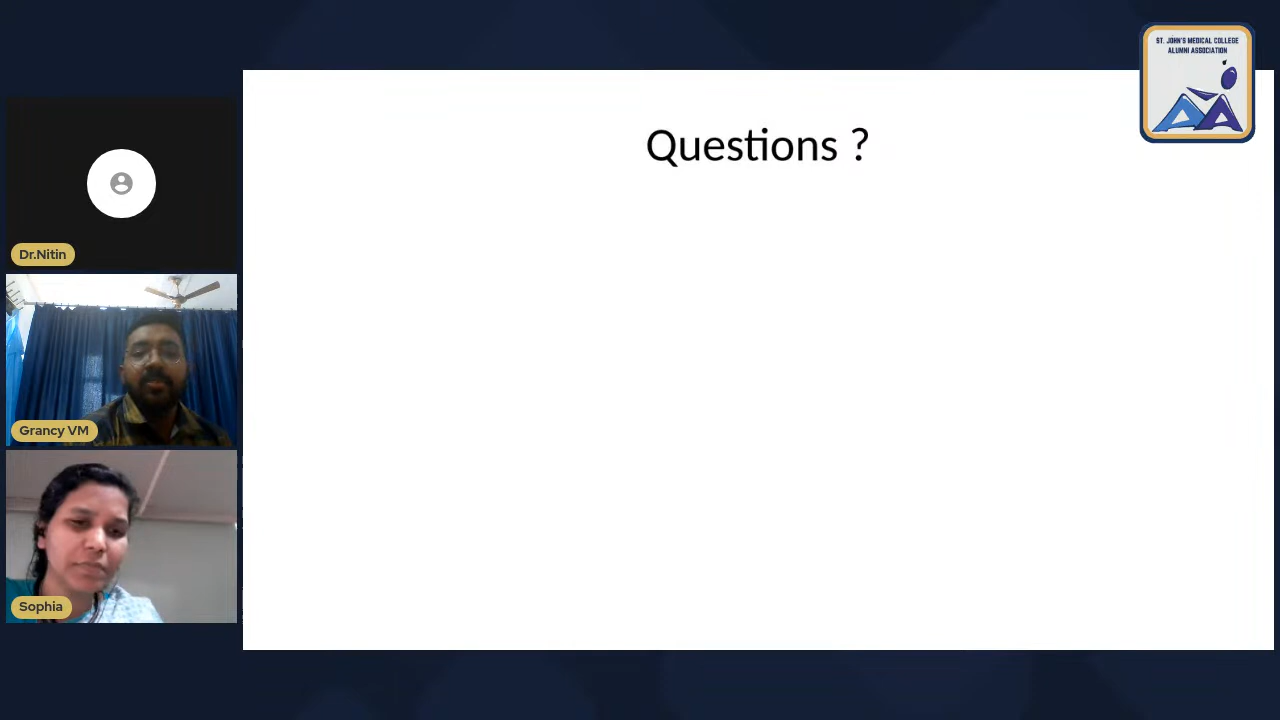 ST. JOHN'S MEDICAL COLLEGE
ALUMNI ASSOCIATION
Questions ?
Dr.Nitin
Grancy VM
Sophia